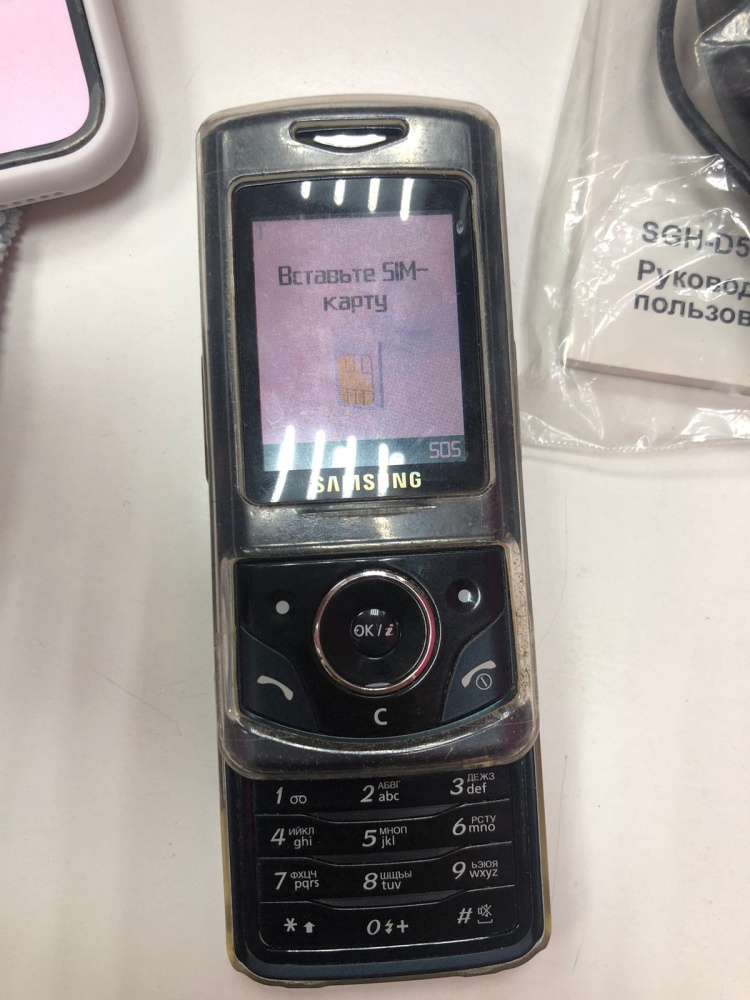 Вставьте SIM-
карту
SOS
SAMSUNG
OK/i
C
1
2 АБВГ abc
3 ДЕЖЗ def
4 ИЙКЛ ghi
5 МНОП jkl
6 РСТУ mno
7 ФХЦЧ pqrs
8 ШЩЪЫ tuv
9 ЬЭЮЯ wxyz
*
0 +
#
SGH-D5
Руковод
пользов